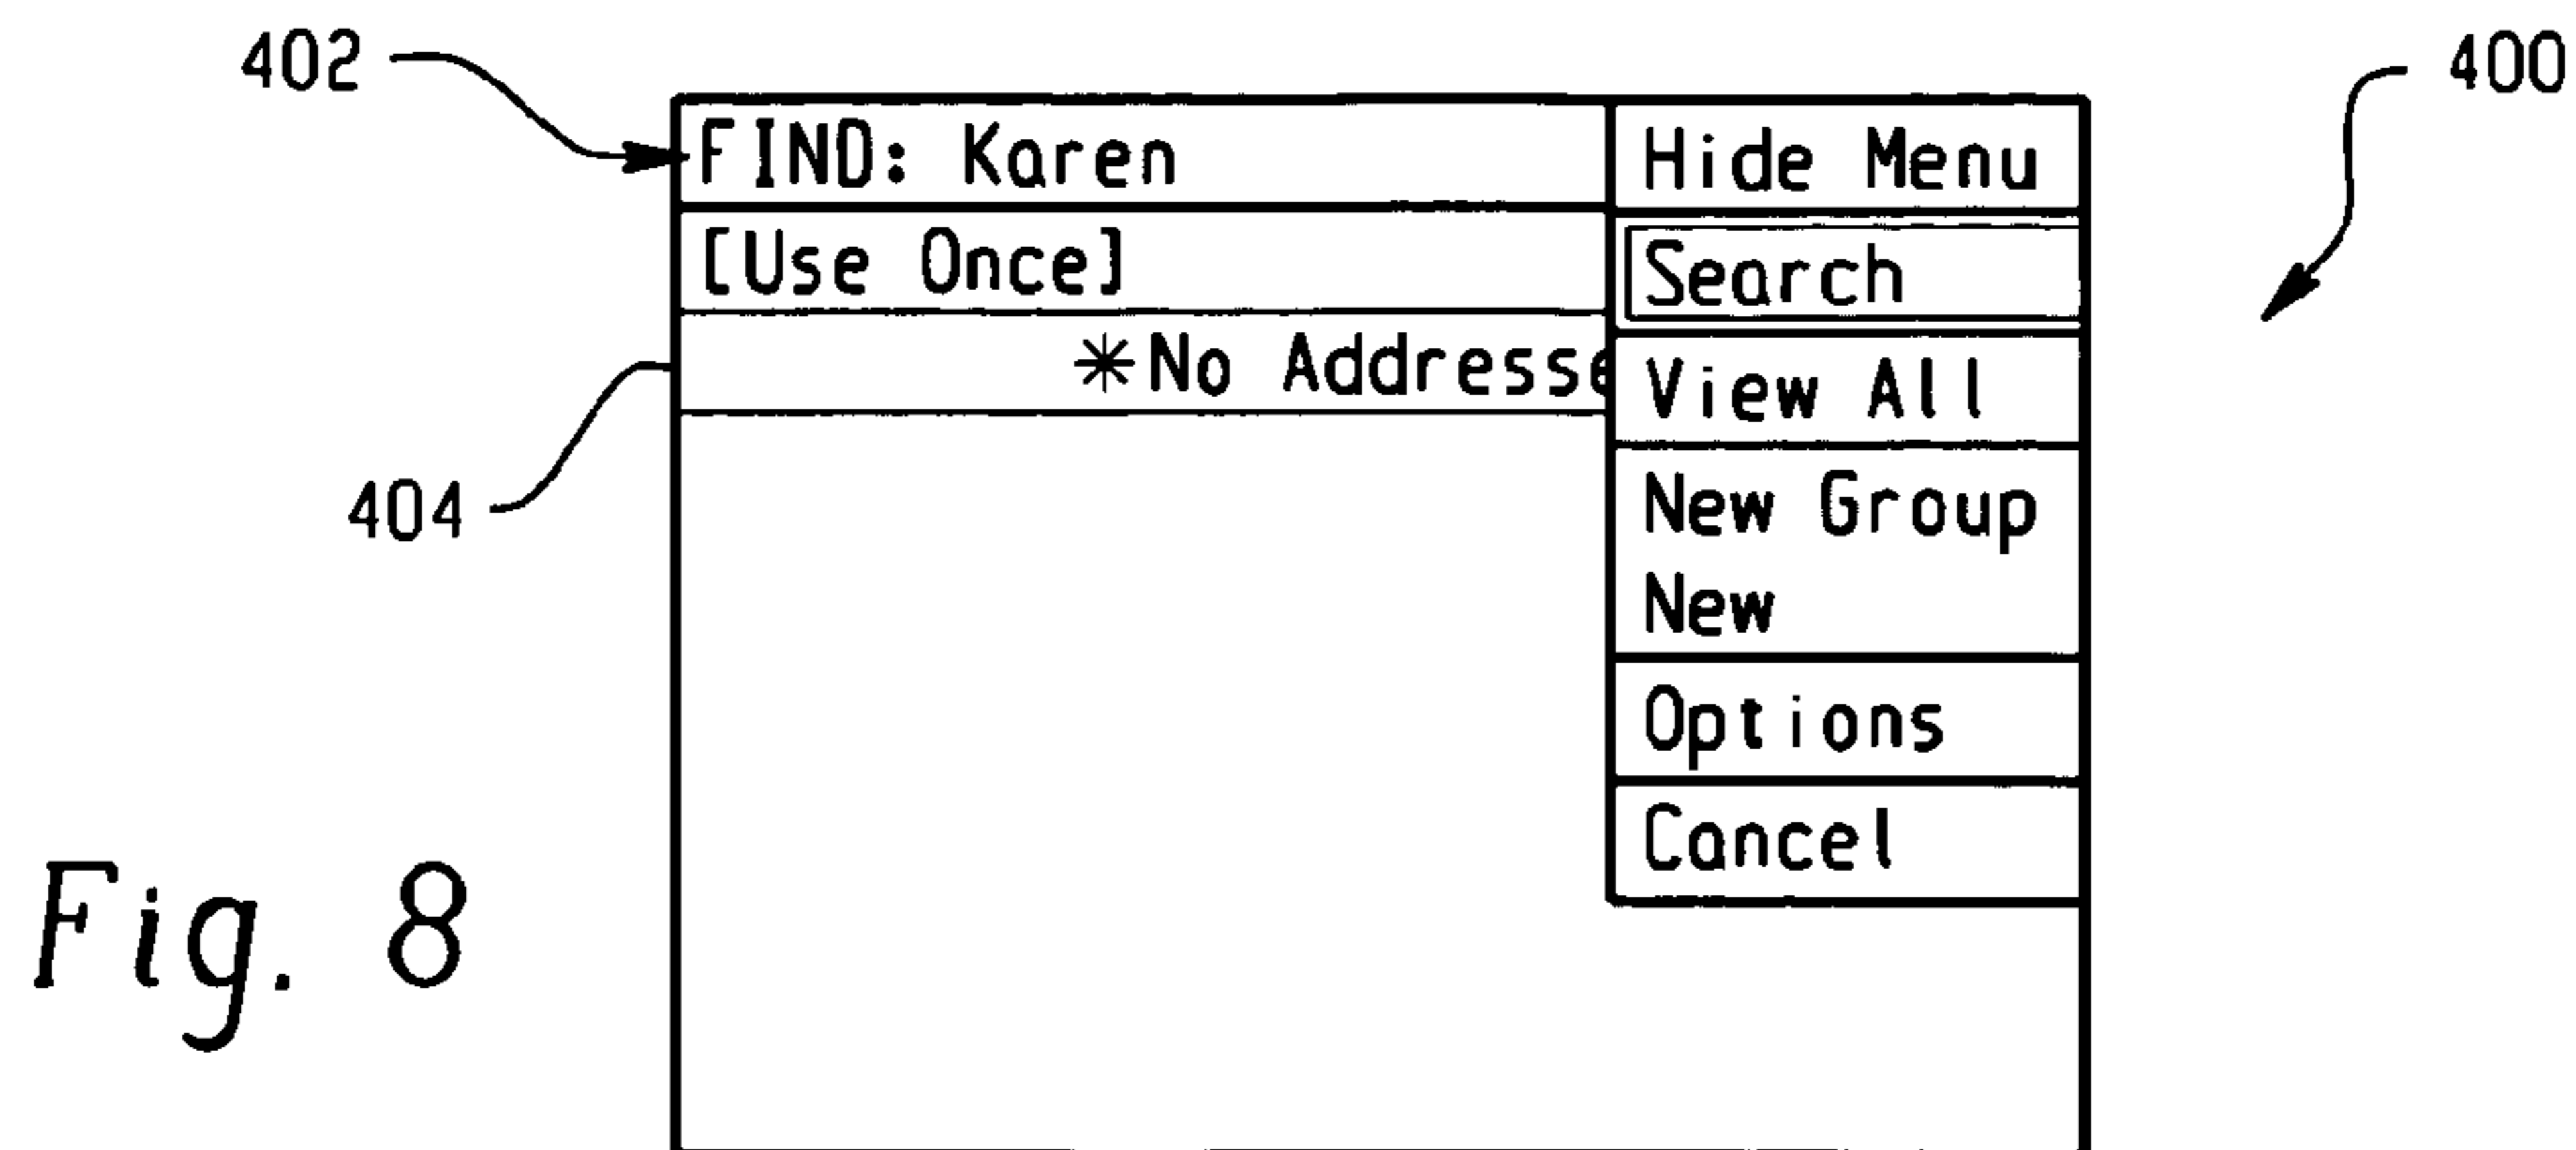 402
400
FIND: Karen
Hide Menu
[Use Once]
Search
*No Addresse
View All
404
New Group
New
Options
Cancel
Fig. 8